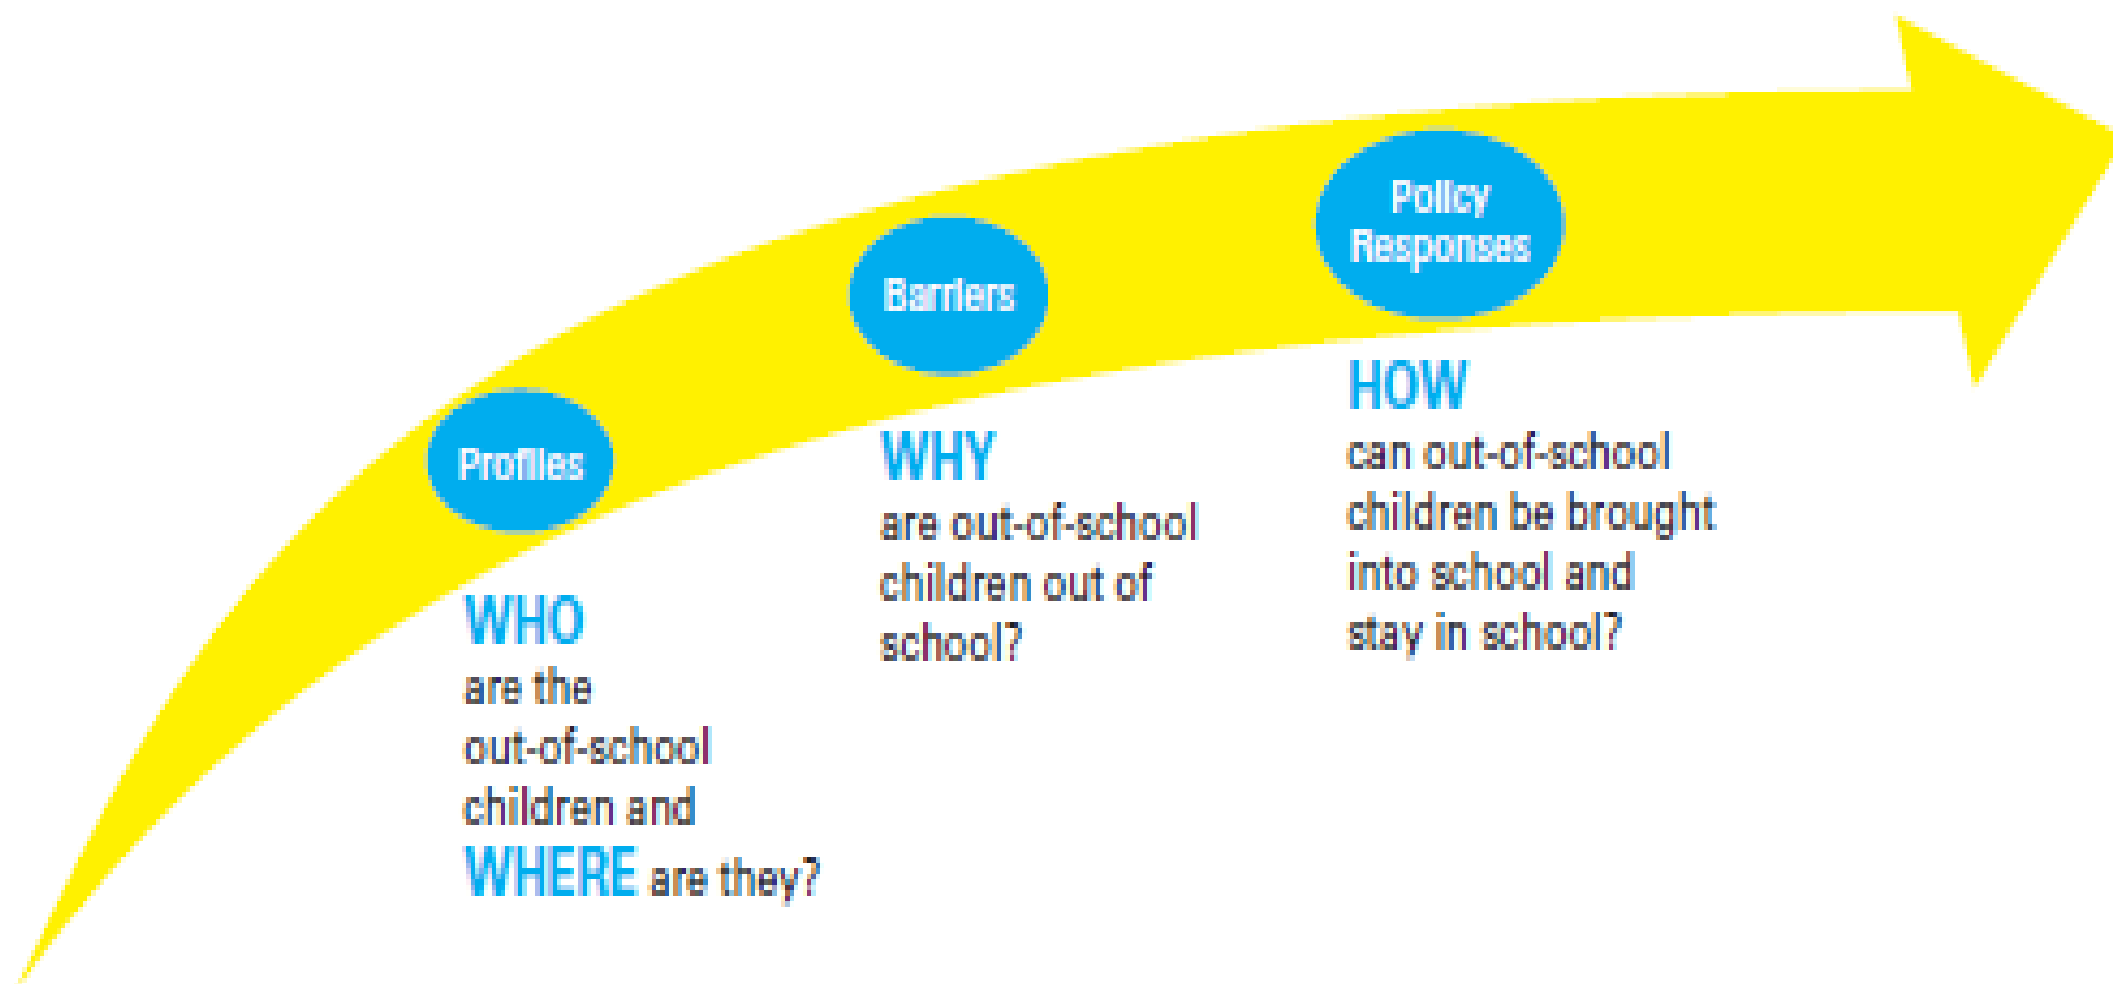 Profiles
WHO
are the
out-of-school
children and
WHERE are they?
Barriers
WHY
are out-of-school
children out of
school?
Policy
Responses
HOW
can out-of-school
children be brought
into school and
stay in school?